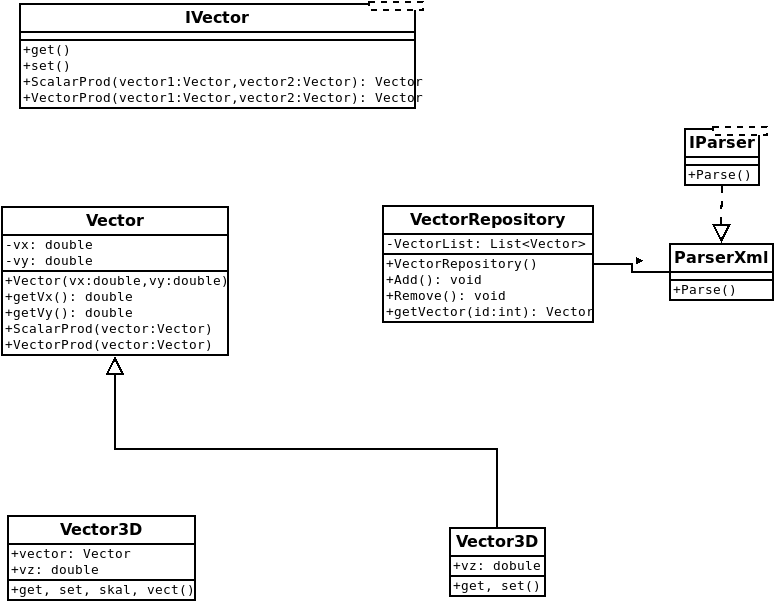 IVector
+get()
+set()
+ScalarProd(vector1:Vector,vector2:Vector): Vector
+VectorProd(vector1:Vector,vector2:Vector): Vector
IParser
+Parse()
Vector
-vx: double
-vy: double
+Vector(vx:double,vy:double)
+getVx(): double
+getVy(): double
+ScalarProd(vector:Vector)
+VectorProd(vector:Vector)
VectorRepository
-VectorList: List<Vector>
+VectorRepository()
+Add(): void
+Remove(): void
+getVector(id:int): Vector
ParserXml
+Parse()
Vector3D
+vector: Vector
+vz: double
+get, set, skal, vect()
Vector3D
+vz: dobule
+get, set()